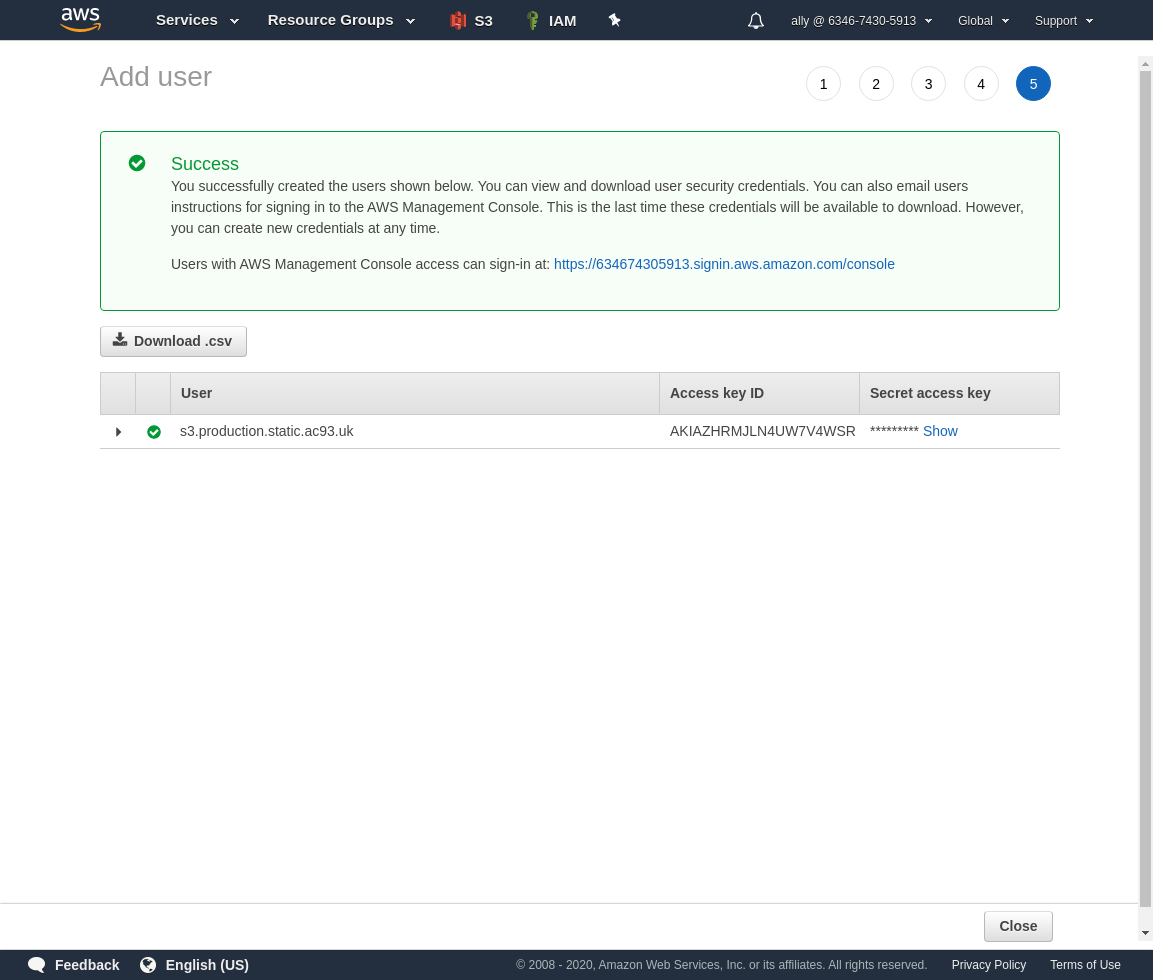 aws Services Resource Groups S3 IAM ally @ 6346-7430-5913 Global Support
Add user 1 2 3 4 5
Success
You successfully created the users shown below. You can view and download user security credentials. You can also email users
instructions for signing in to the AWS Management Console. This is the last time these credentials will be available to download. However,
you can create new credentials at any time.
Users with AWS Management Console access can sign-in at: https://634674305913.signin.aws.amazon.com/console
Download .csv
User Access key ID Secret access key
s3.production.static.ac93.uk AKIAZHRMJLN4UW7V4WSR ********* Show
Close
Feedback English (US) © 2008 - 2020, Amazon Web Services, Inc. or its affiliates. All rights reserved. Privacy Policy Terms of Use